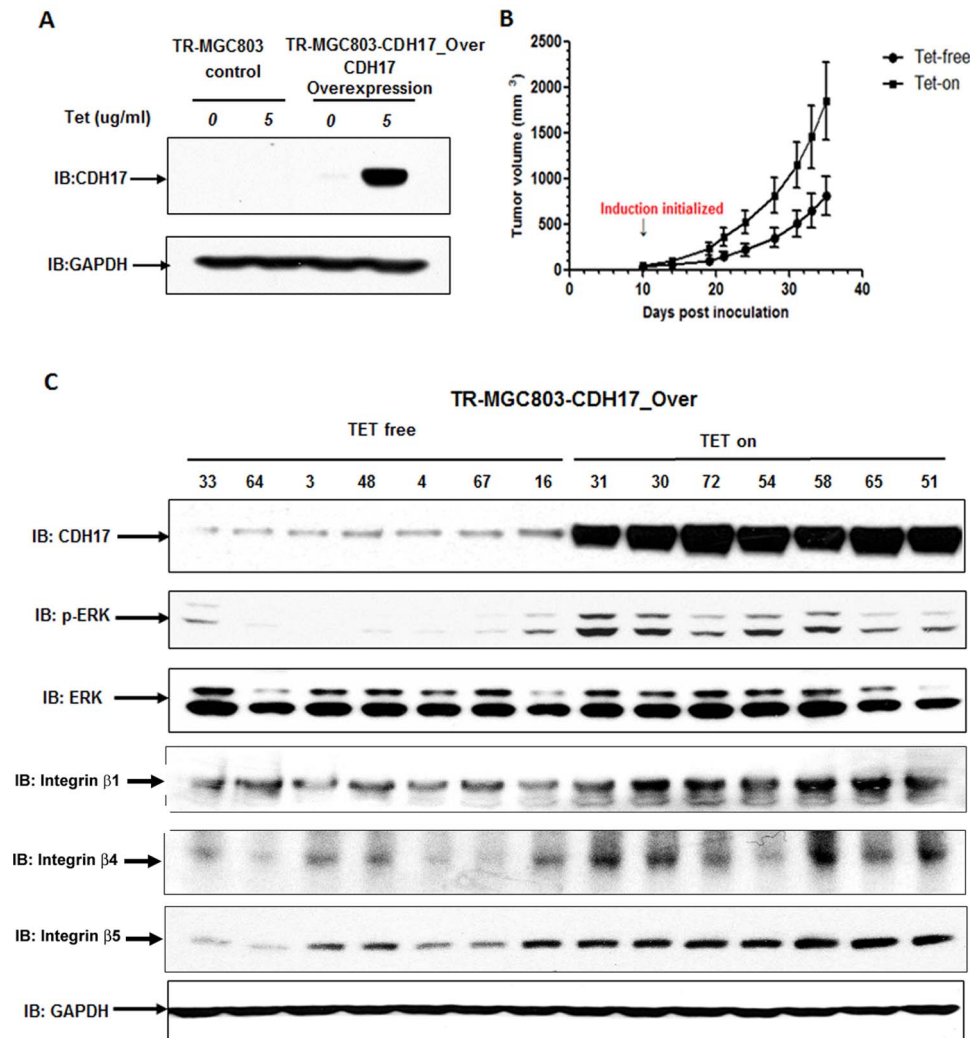 A
TR-MGC803
control
TR-MGC803-CDH17_Over
CDH17
Overexpression
Tet (ug/ml) 0 5 0 5
IB:CDH17
IB:GAPDH
B
Tumor volume (mm³)
2500
2000
1500
1000
500
0
Induction initialized
0 10 20 30 40
Days post inoculation
Tet-free
Tet-on
C
TR-MGC803-CDH17_Over
TET free TET on
33 64 3 48 4 67 16 31 30 72 54 58 65 51
IB: CDH17
IB: p-ERK
IB: ERK
IB: Integrin β1
IB: Integrin β4
IB: Integrin β5
IB: GAPDH